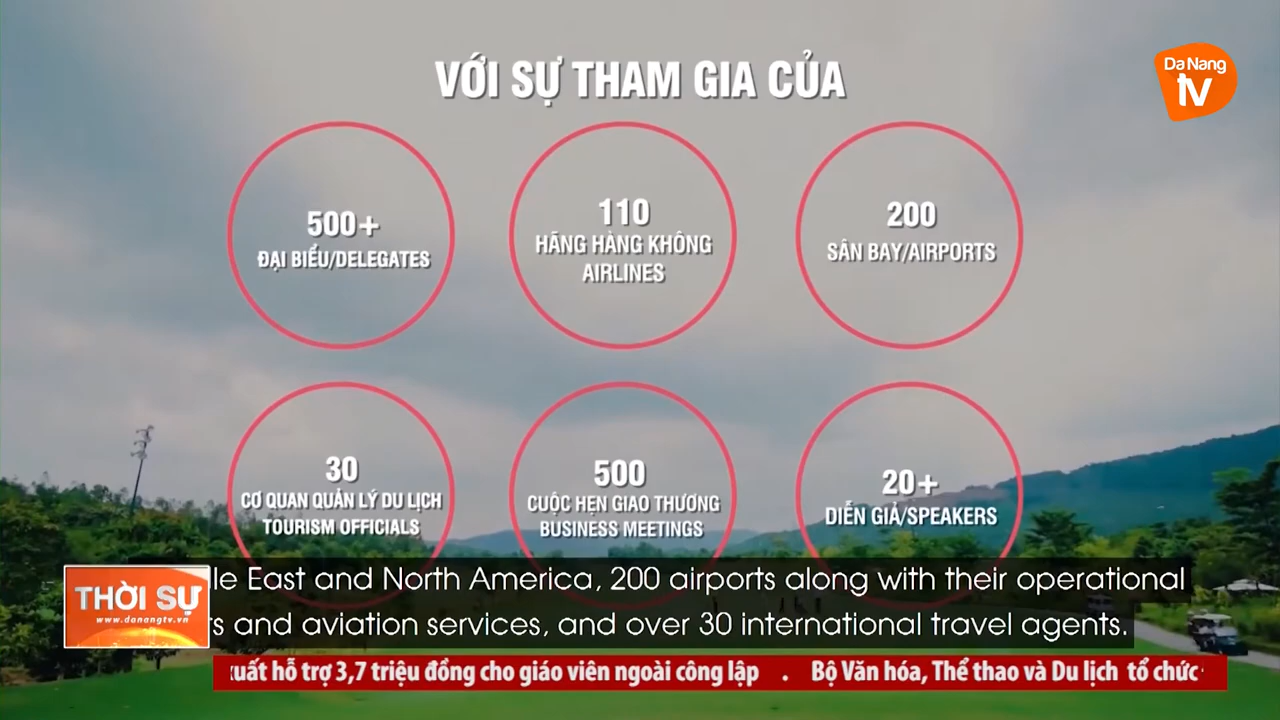 VỚI SỰ THAM GIA CỦA
Da Nang
tv
500+
ĐẠI BIỂU/DELEGATES
110
HÃNG HÀNG KHÔNG
AIRLINES
200
SÂN BAY/AIRPORTS
30
CƠ QUAN QUẢN LÝ DU LỊCH
TOURISM OFFICIALS
500
CUỘC HẸN GIAO THƯƠNG
BUSINESS MEETINGS
20+
DIỄN GIẢ/SPEAKERS
East and North America, 200 airports along with their operational
and aviation services, and over 30 international travel agents.
THỜI SỰ
www.danangtv.vn
hỗ trợ 3,7 triệu đồng cho giáo viên ngoài công lập . Bộ Văn hóa, Thể thao và Du lịch tổ chức